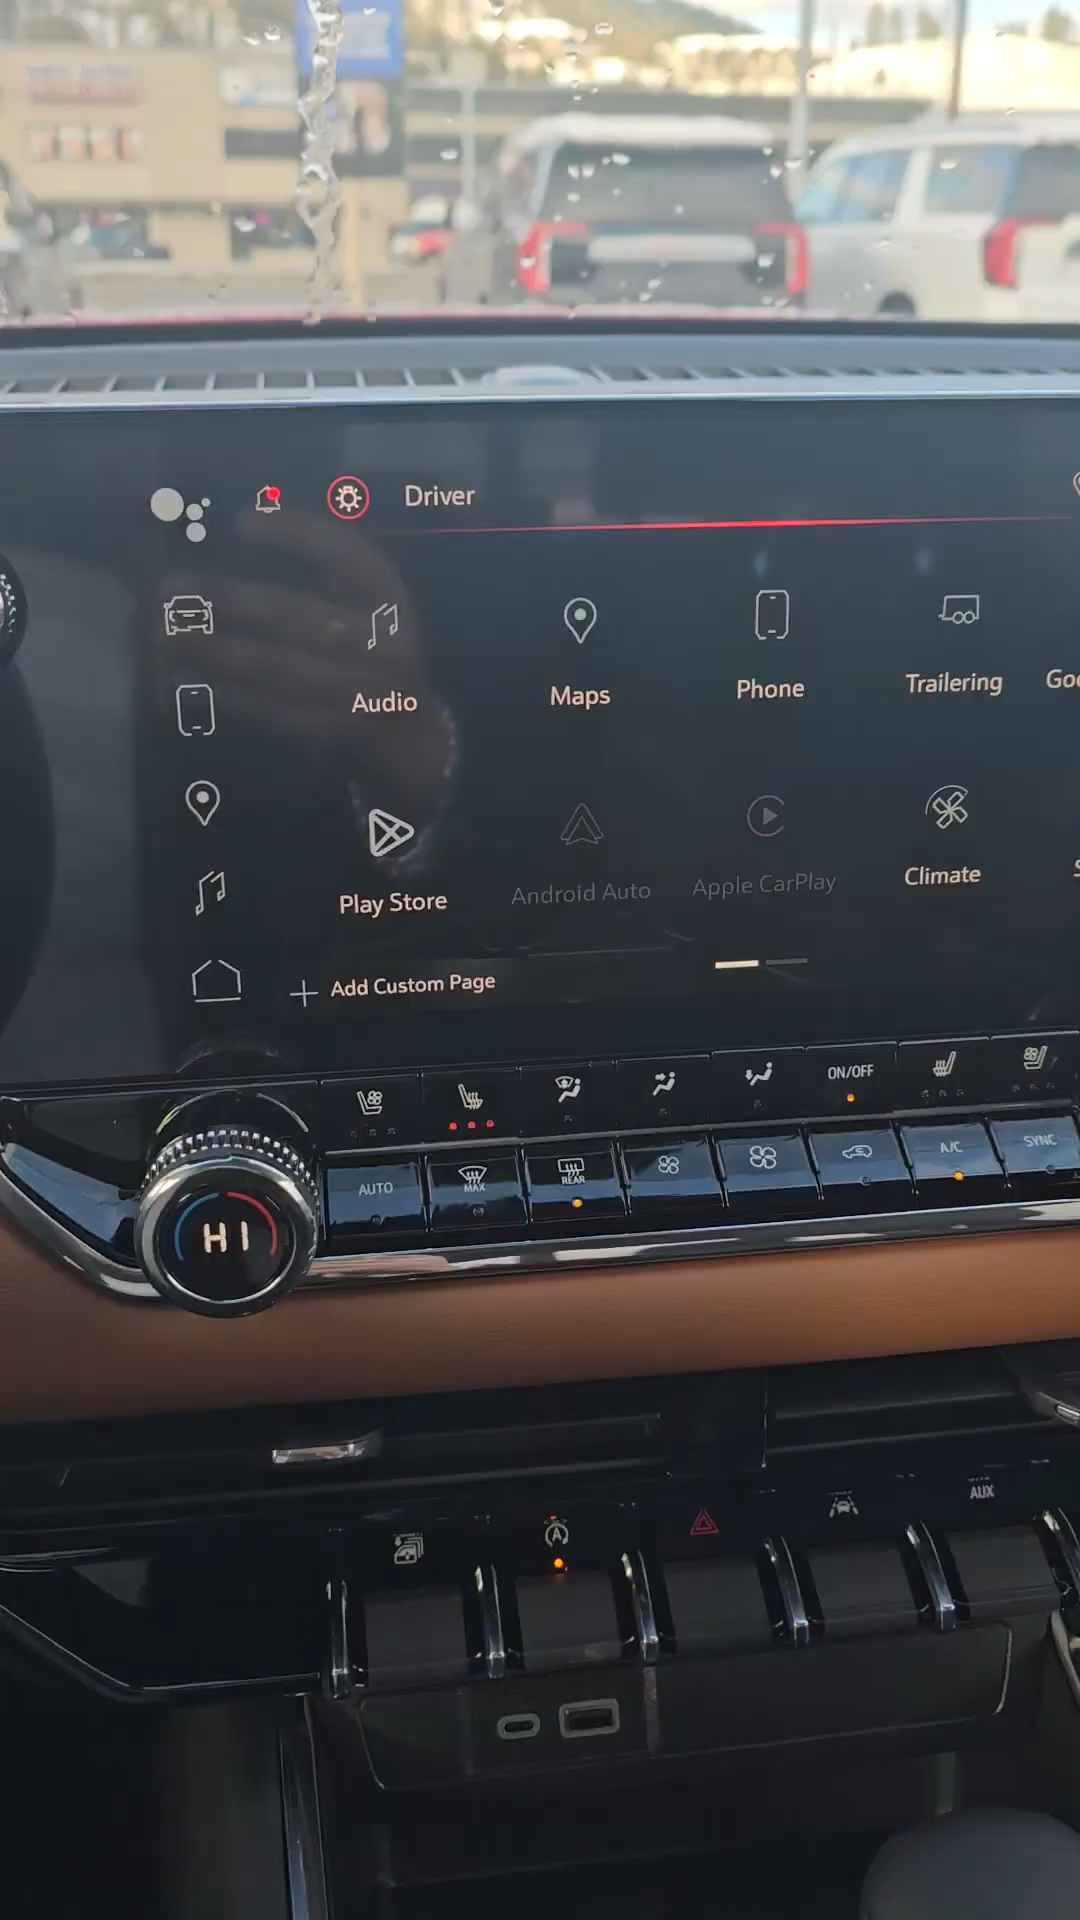 Driver
Audio
Maps
Phone
Trailering
Play Store
Android Auto
Apple CarPlay
Climate
Add Custom Page
ON/OFF
AUTO
MAX
REAR
A/C
SYNC
HI
A
AUX